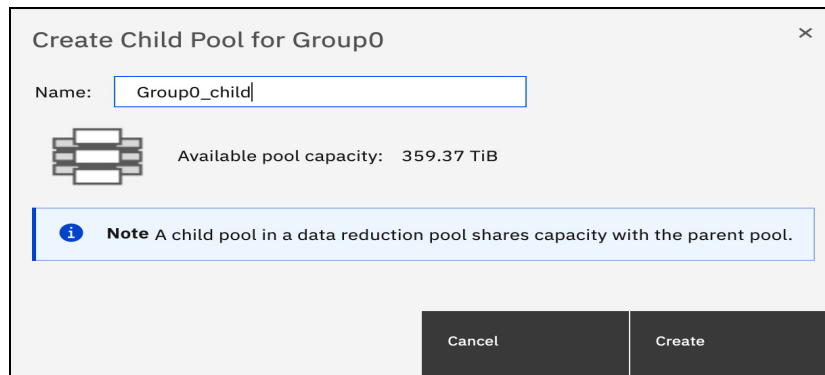 Create Child Pool for Group0
×
Name: Group0_child
Available pool capacity: 359.37 TiB
i Note A child pool in a data reduction pool shares capacity with the parent pool.
Cancel Create